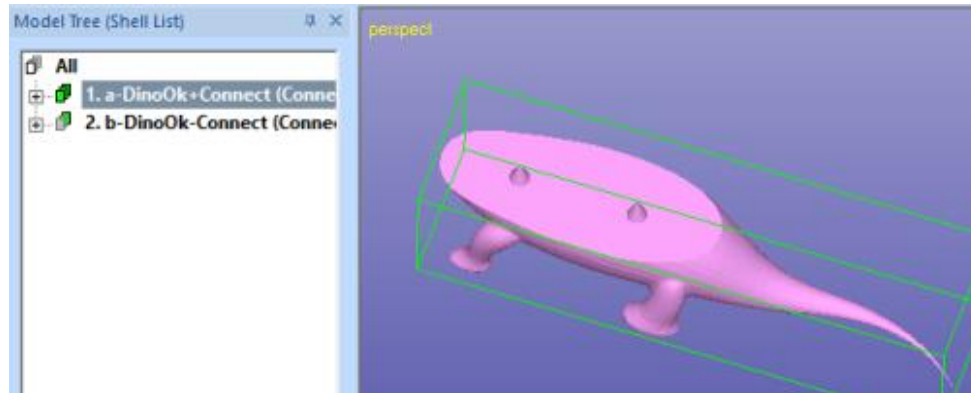 Model Tree (Shell List)
All
1. a-DinoOk+Connect (Conne
2. b-DinoOk-Connect (Conne
perspect